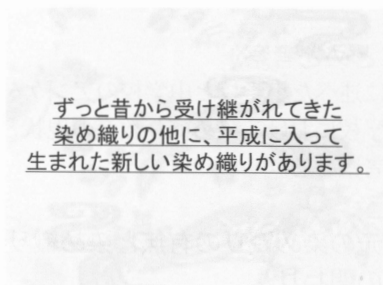 ずっと昔から受け継がれてきた
染め織りの他に、平成に入って
生まれた新しい染め織りがあります。